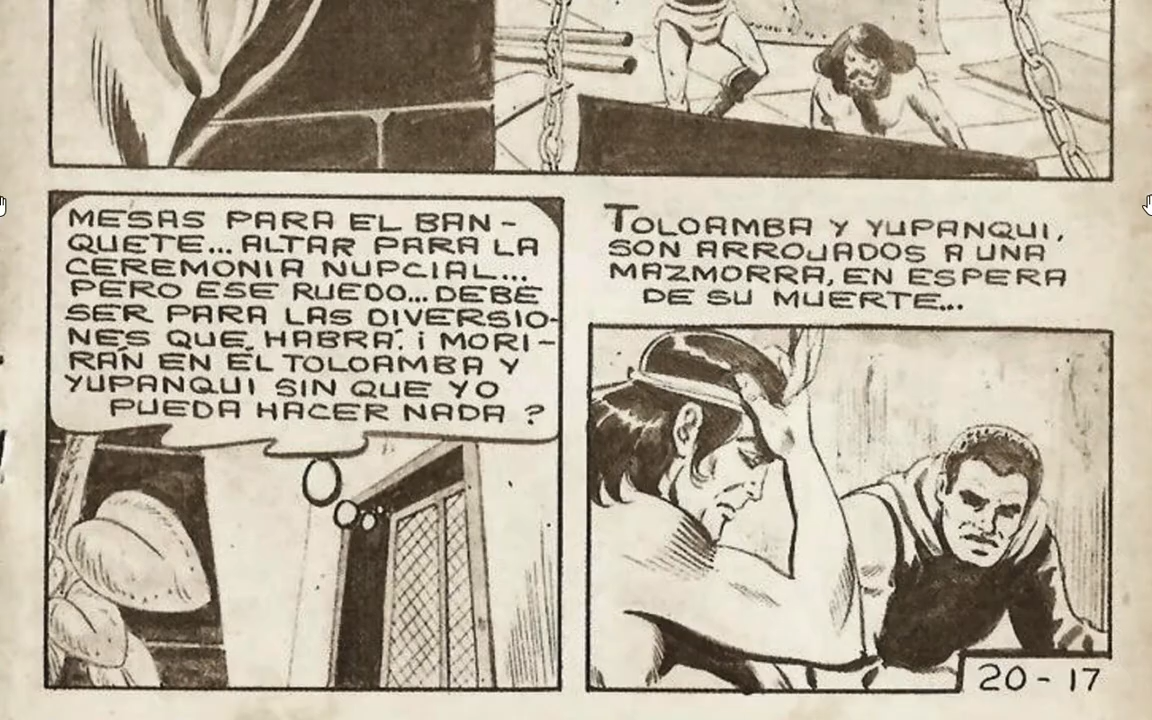 MESAS PARA EL BAN-
QUETE... ALTAR PARA LA
CEREMONIA NUPCIAL...
PERO ESE RUEDO... DEBE
SER PARA LAS DIVERSIO-
NES QUE HABRÁ. ¡ MORI-
RÁN EN ÉL TOLOAMBA Y
YUPANQUI SIN QUE YO
PUEDA HACER NADA ?
TOLOAMBA Y YUPANQUI,
SON ARROJADOS A UNA
MAZMORRA, EN ESPERA
DE SU MUERTE...
20-17